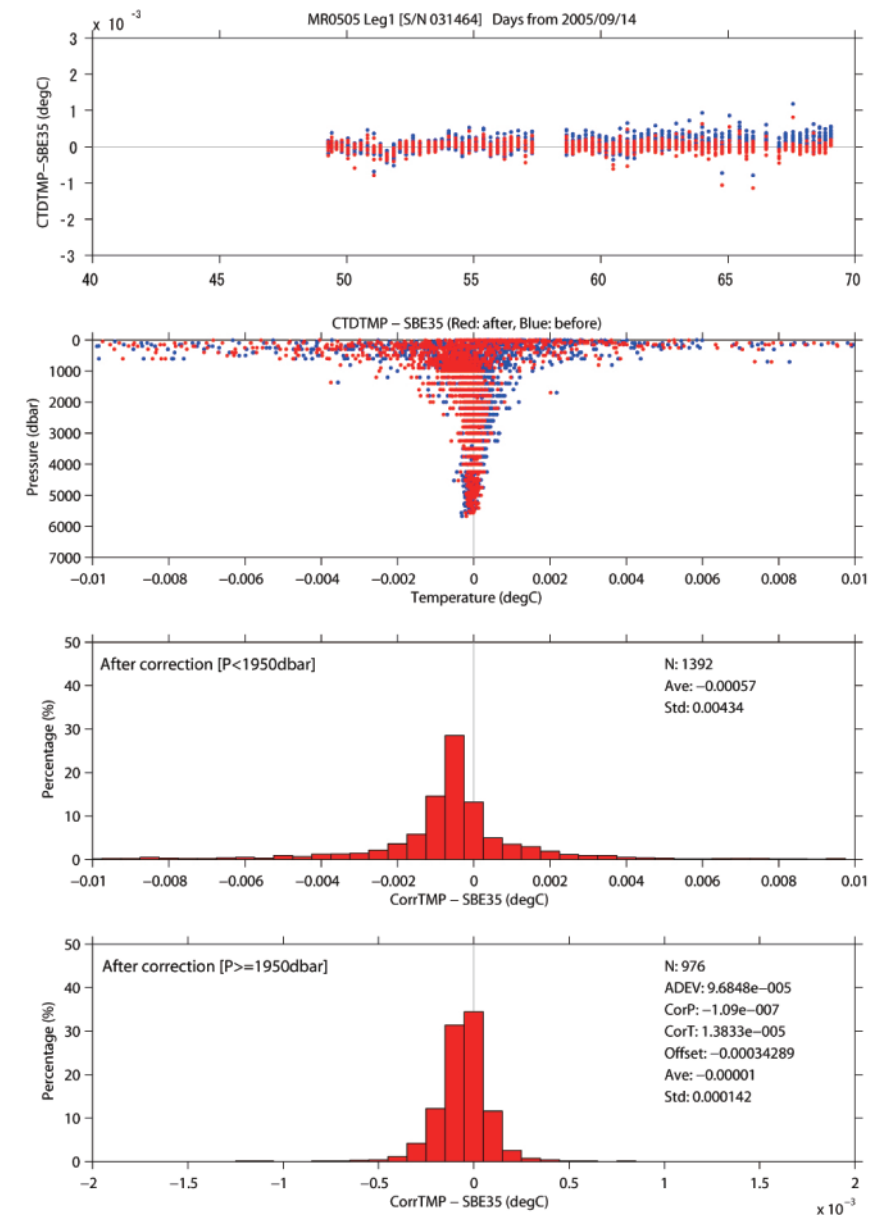 MR0505 Leg1 [S/N 031464] Days from 2005/09/14
x 10 -3
3
2
1
0
-1
-2
-3
CTDTMP−SBE35 (degC)
40 45 50 55 60 65 70
CTDTMP − SBE35 (Red: after, Blue: before)
0
1000
2000
3000
4000
5000
6000
7000
Pressure (dbar)
−0.01 −0.008 −0.006 −0.004 −0.002 0 0.002 0.004 0.006 0.008 0.01
Temperature (degC)
50
40
30
20
10
0
Percentage (%)
After correction [P<1950dbar]
N: 1392
Ave: −0.00057
Std: 0.00434
−0.01 −0.008 −0.006 −0.004 −0.002 0 0.002 0.004 0.006 0.008 0.01
CorrTMP − SBE35 (degC)
50
40
30
20
10
0
Percentage (%)
After correction [P>=1950dbar]
N: 976
ADEV: 9.6848e−005
CorP: −1.09e−007
CorT: 1.3833e−005
Offset: −0.00034289
Ave: −0.00001
Std: 0.000142
−2 −1.5 −1 −0.5 0 0.5 1 1.5 2
CorrTMP − SBE35 (degC)
x 10 −3